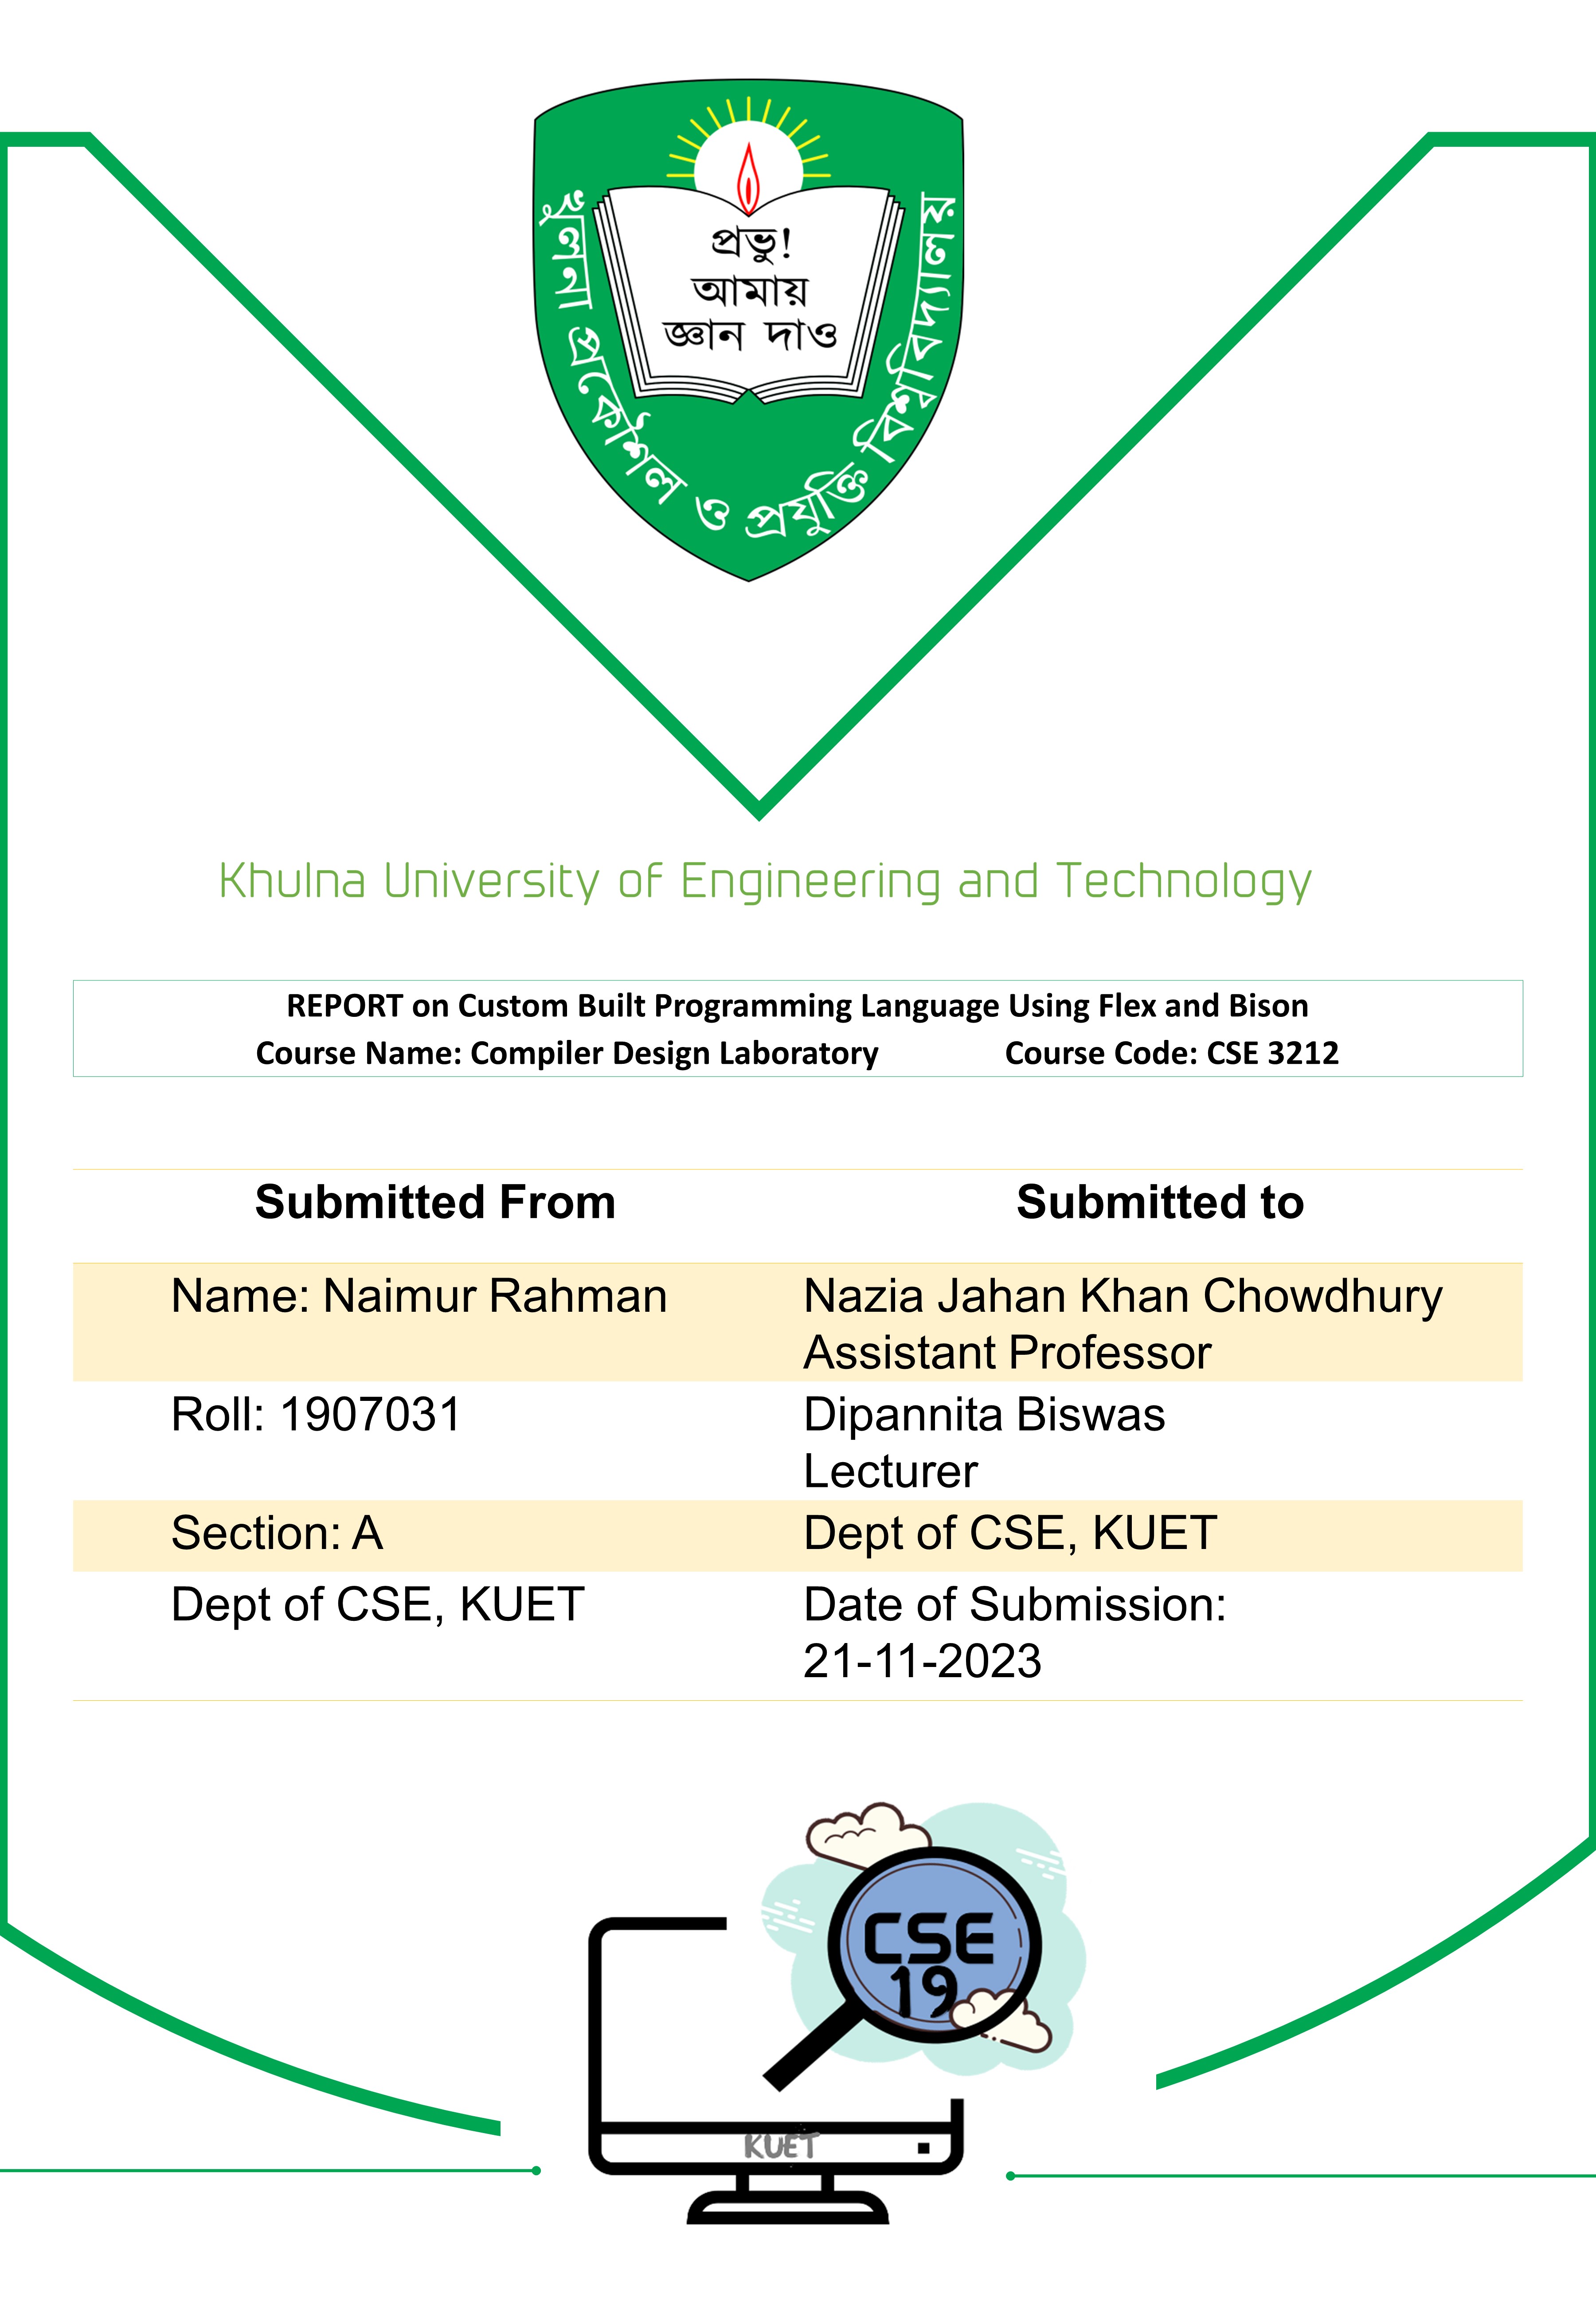 প্রভু!
আমায়
জ্ঞান দাও
খুলনা প্রকৌশল ও প্রযুক্তি বিশ্ববিদ্যালয়
Khulna University of Engineering and Technology
REPORT on Custom Built Programming Language Using Flex and Bison
Course Name: Compiler Design Laboratory Course Code: CSE 3212
Submitted From Submitted to
Name: Naimur Rahman Nazia Jahan Khan Chowdhury
Assistant Professor
Roll: 1907031 Dipannita Biswas
Lecturer
Section: A Dept of CSE, KUET
Dept of CSE, KUET Date of Submission:
21-11-2023
CSE
19
KUET